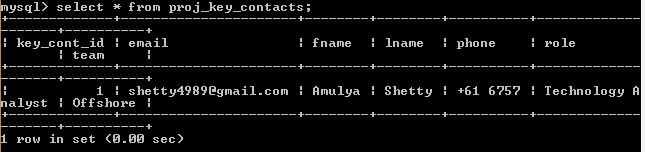 mysql> select * from proj_key_contacts;
+-------------+----------------------+--------+--------+----------+--------------
------+----------+
| key_cont_id | email                | fname  | lname  | phone    | role
      | team     |
+-------------+----------------------+--------+--------+----------+--------------
------+----------+
|           1 | shetty4989@gmail.com | Amulya | Shetty | +61 6757 | Technology A
nalyst | Offshore |
+-------------+----------------------+--------+--------+----------+--------------
------+----------+
1 row in set (0.00 sec)